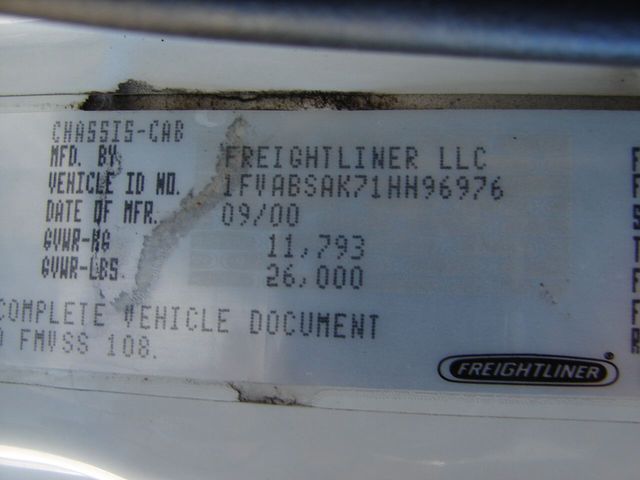 CHASSIS-CAB
MFD. BY FREIGHTLINER LLC
VEHICLE ID NO. 1FVABSAK71HH96976
DATE OF MFR. 09/00
GVWR-KG 11,793
GVWR-LBS 26,000
COMPLETE VEHICLE DOCUMENT
FMVSS 108.
FREIGHTLINER ®